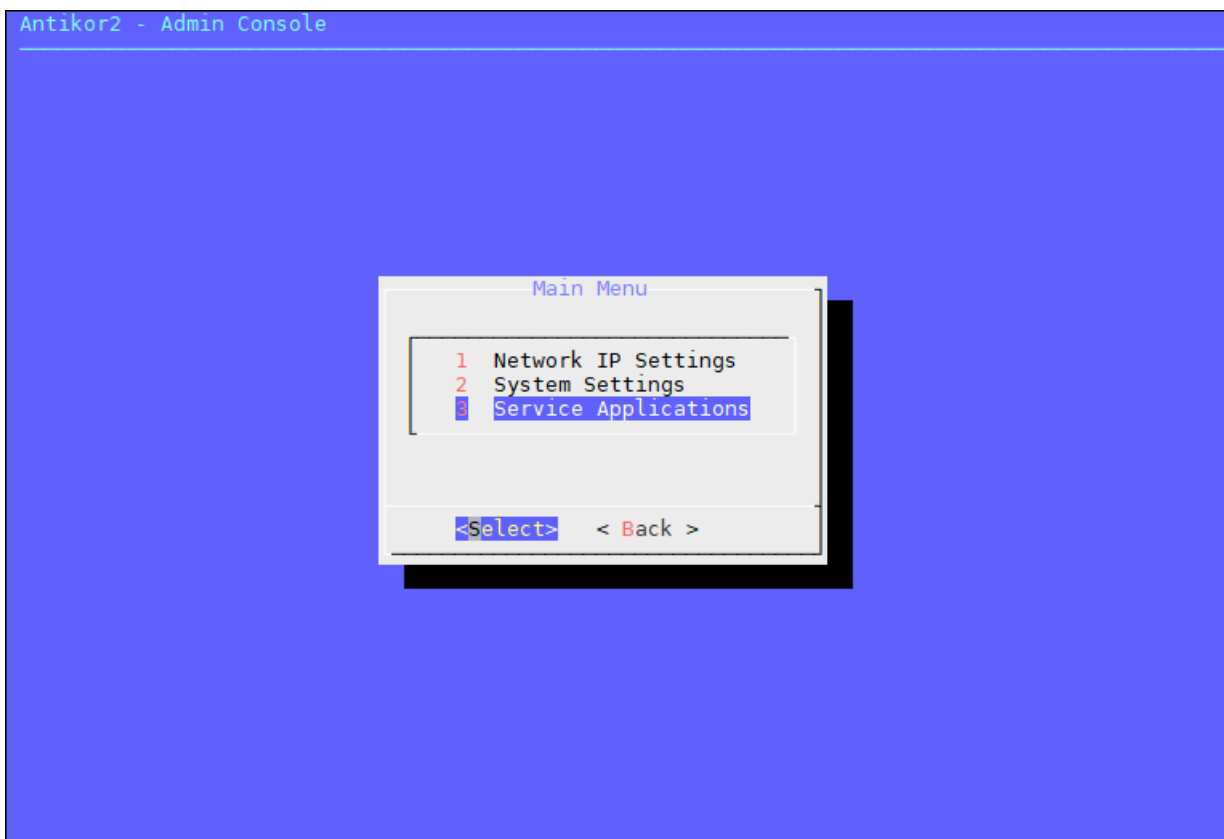 Antikor2 - Admin Console
Main Menu
1 Network IP Settings
2 System Settings
3 Service Applications
<Select> < Back >